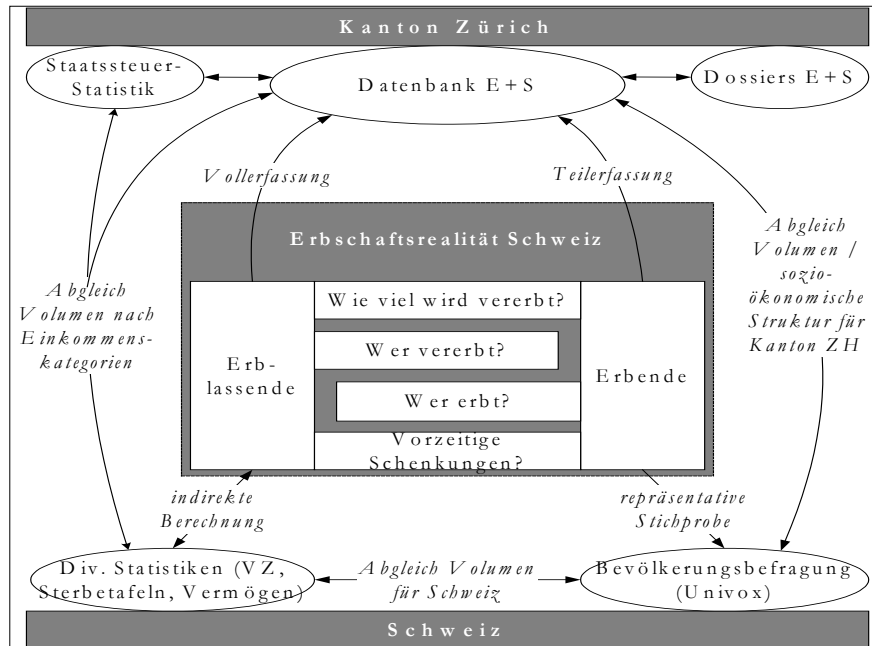 Kanton Zürich
Staatssteuer-
Statistik
Datenbank E+S
Dossiers E+S
Vollerfassung
Teilerfassung
Erbschaftsrealität Schweiz
Abgleich
Volumen nach
Einkommens-
kategorien
Abgleich
Volumen /
sozio-
ökonomische
Struktur für
Kanton ZH
Erb-
lassende
Wie viel wird vererbt?
Wer vererbt?
Wer erbt?
Vorzeitige
Schenkungen?
Erbende
indirekte
Berechnung
repräsentative
Stichprobe
Div. Statistiken (VZ,
Sterbetafeln, Vermögen)
Abgleich Volumen
für Schweiz
Bevölkerungsbefragung
(Univox)
Schweiz